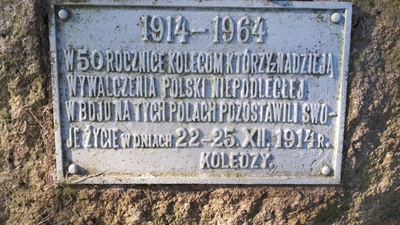 1914-1964
W 50 ROCZNICE KOLEGOM KTÓRZY Z NADZIEJĄ
WYWALCZENIA POLSKI NIEPODLEGŁEJ
W BOJU NA TYCH POLACH POZOSTAWILI SWO-
JE ŻYCIE W DNIACH 22-25. XII. 1914 R.
KOLEDZY.